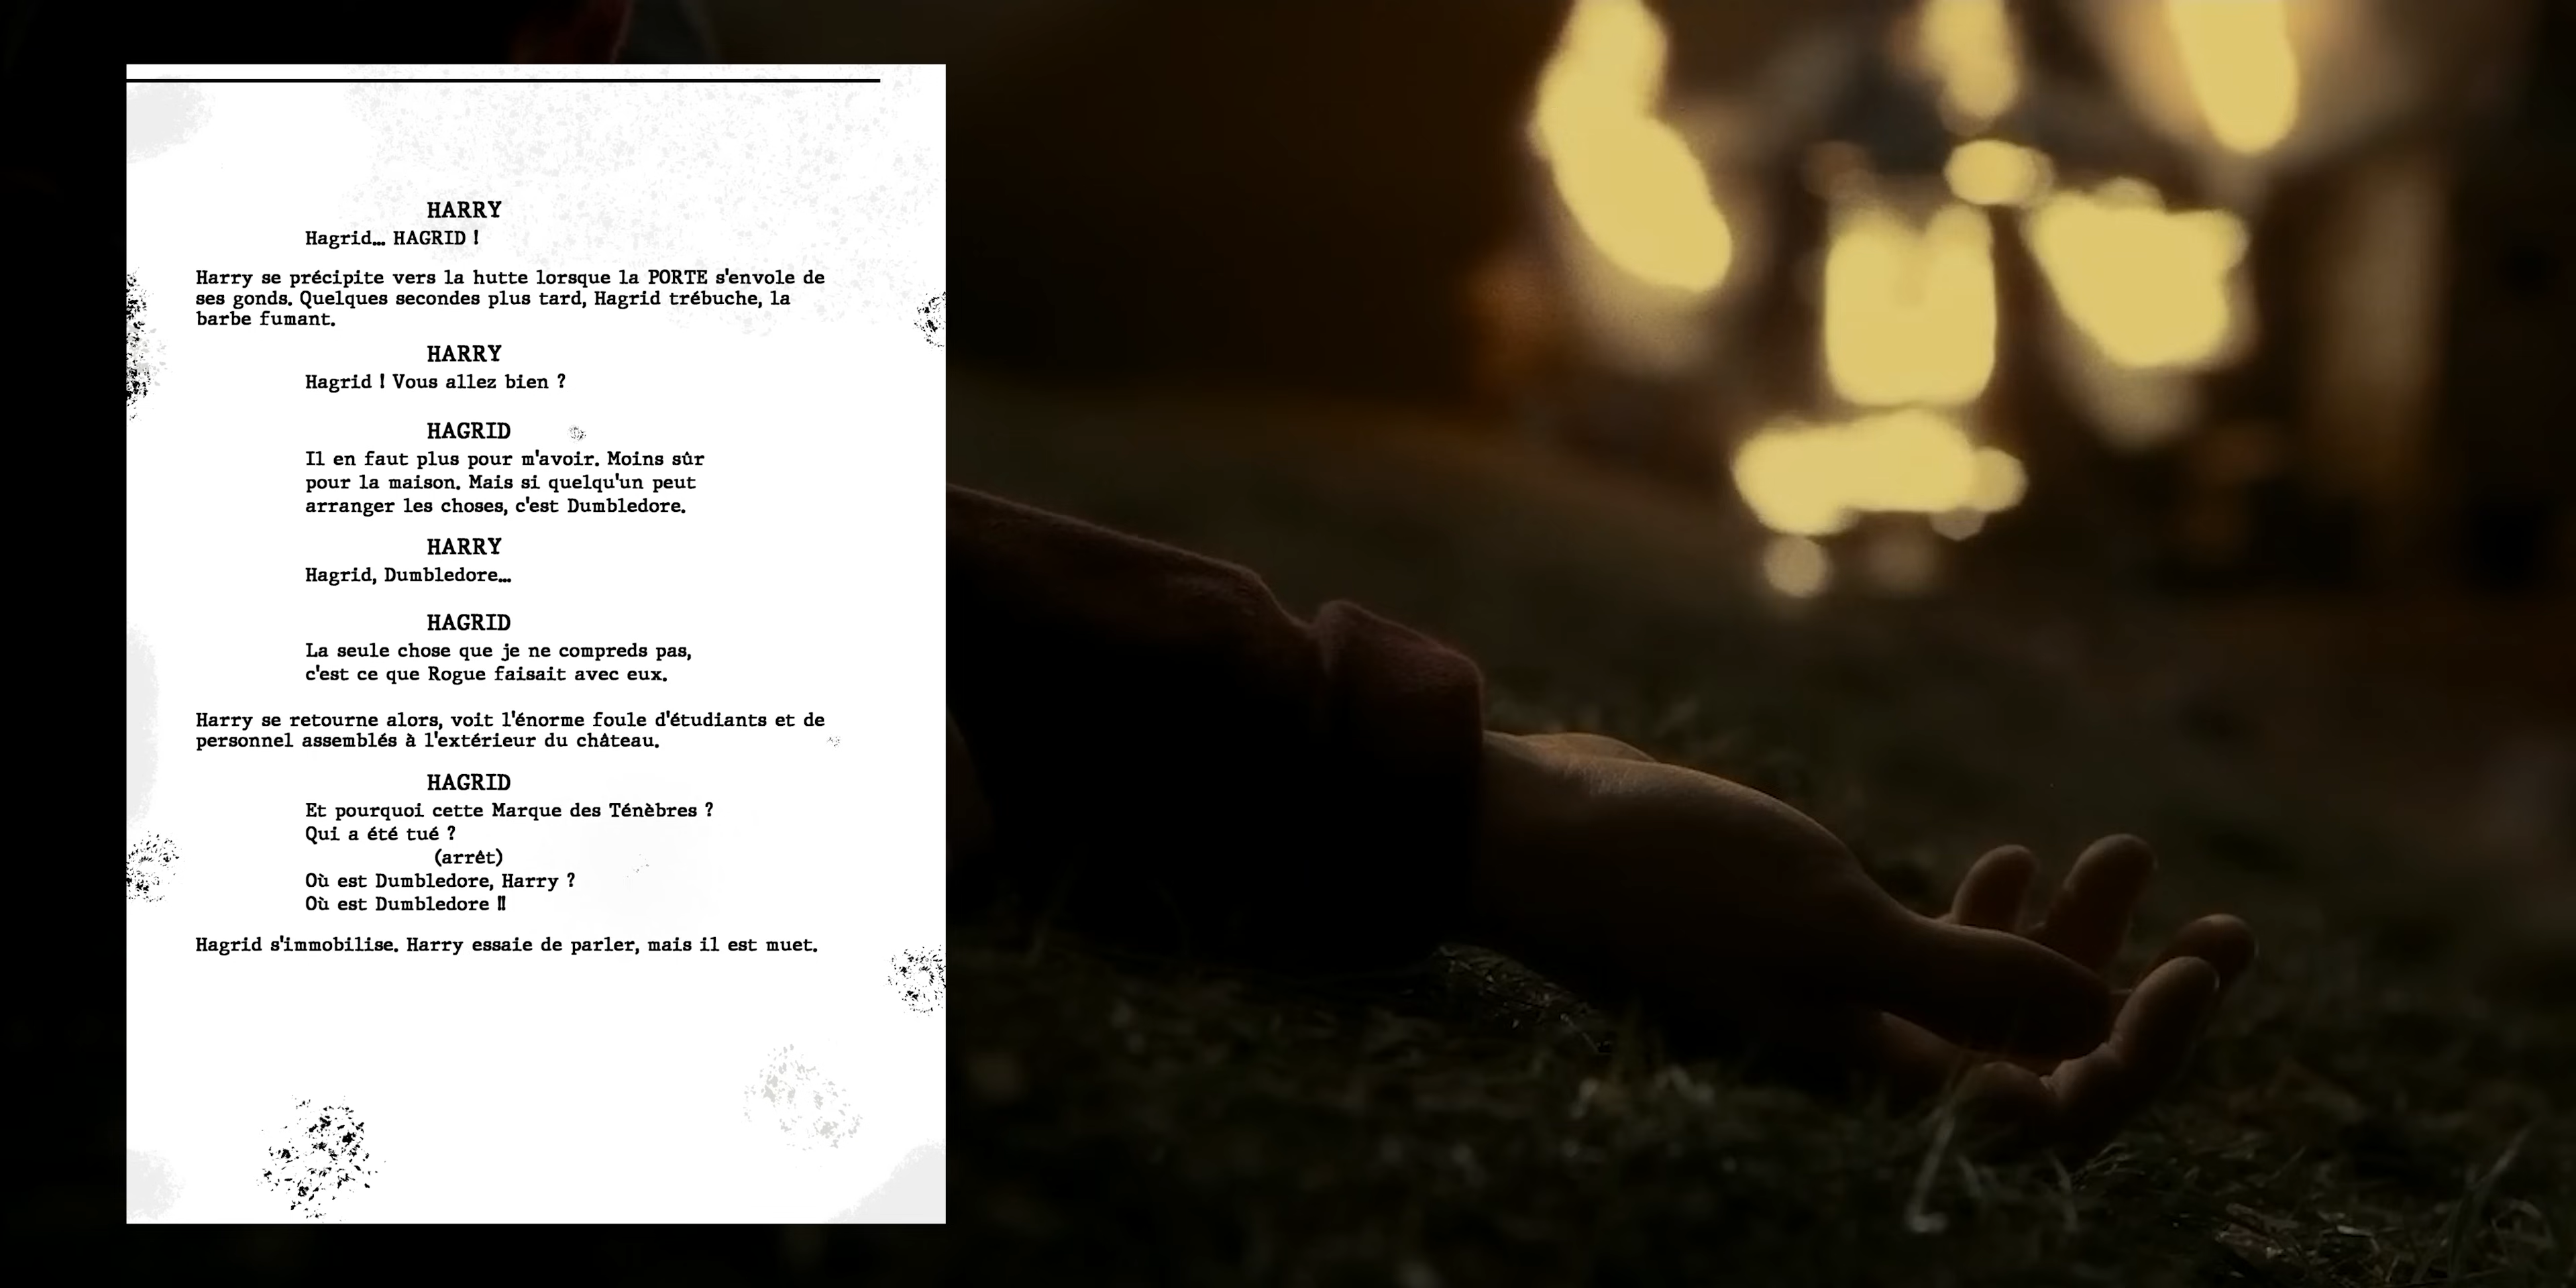 HARRY
Hagrid... HAGRID !
Harry se précipite vers la hutte lorsque la PORTE s'envole de
ses gonds. Quelques secondes plus tard, Hagrid trébuche, la
barbe fumant.
HARRY
Hagrid ! Vous allez bien ?
HAGRID
Il en faut plus pour m'avoir. Moins sûr
pour la maison. Mais si quelqu'un peut
arranger les choses, c'est Dumbledore.
HARRY
Hagrid, Dumbledore...
HAGRID
La seule chose que je ne compreds pas,
c'est ce que Rogue faisait avec eux.
Harry se retourne alors, voit l'énorme foule d'étudiants et de
personnel assemblés à l'extérieur du château.
HAGRID
Et pourquoi cette Marque des Ténèbres ?
Qui a été tué ?
(arrêt)
Où est Dumbledore, Harry ?
Où est Dumbledore !!
Hagrid s'immobilise. Harry essaie de parler, mais il est muet.